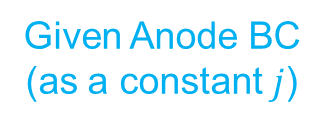 Given Anode BC
(as a constant j)